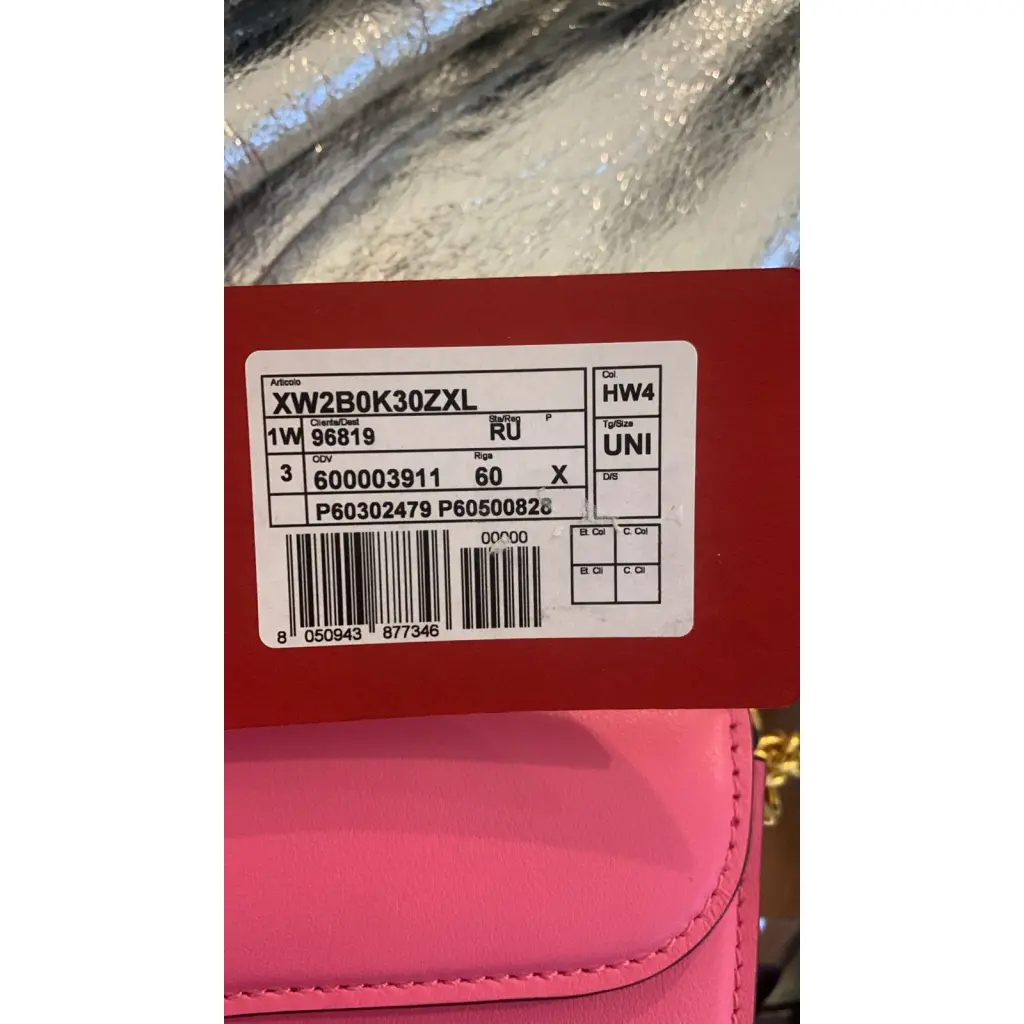 Articolo
XW2B0K30ZXL
Col
HW4
1W
Cliente/Dest
96819
Sta/Reg
RU
P
Tg/Size
UNI
3
CDV
600003911
Riga
60
X
D/S
P60302479 P60500828
00000
Et. Col
C. Col
Et. Cli
C. Cli
8 050943 877346